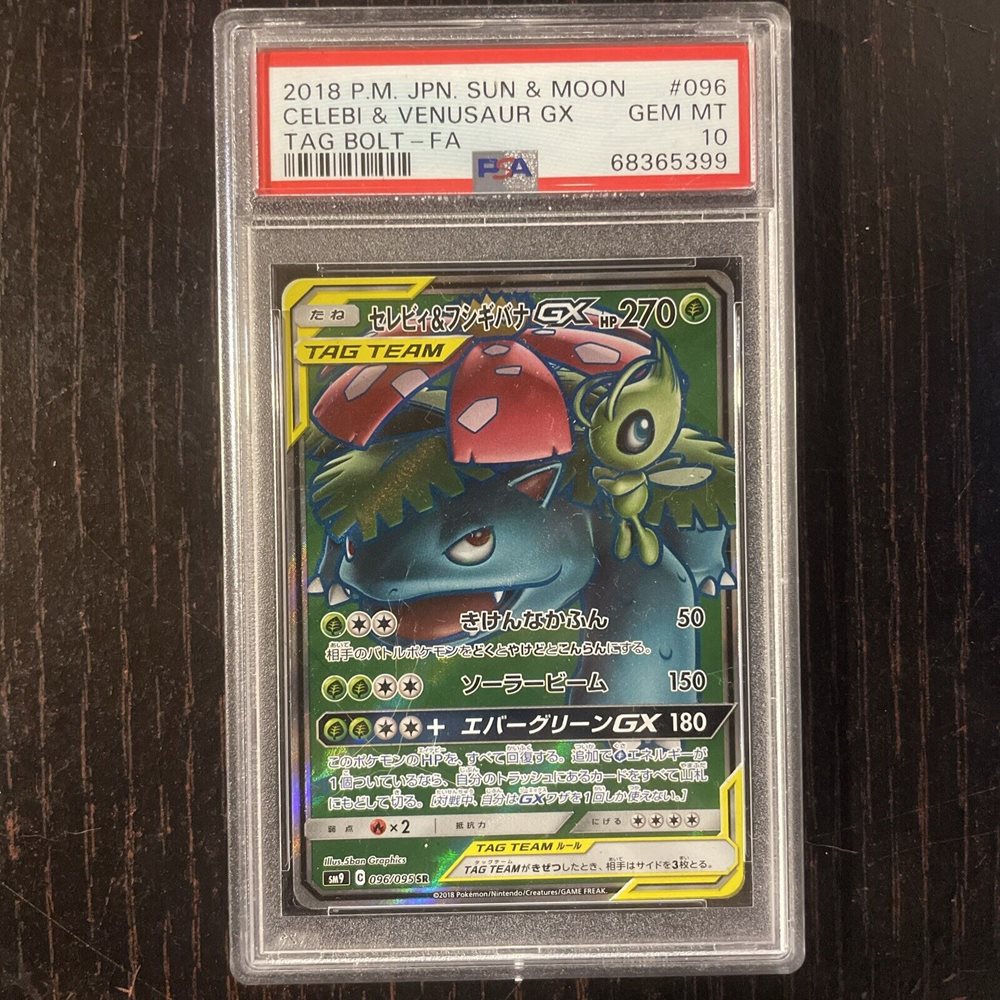 2018 P.M. JPN. SUN & MOON #096
CELEBI & VENUSAUR GX GEM MT
TAG BOLT-FA 10
PSA 68365399
たね セレビィ&フシギバナGX HP270
TAG TEAM
きけんなかふん 50
相手のバトルポケモンをどくとやけどとこんらんにする。
ソーラービーム 150
+ エバーグリーンGX 180
このポケモンのHPを、すべて回復する。追加でエネルギーが
1個ついているなら、自分のトラッシュにあるカードをすべて山札
にもどして切る。[対戦中、自分はGXワザを1回しか使えない。]
弱点 ×2 抵抗力 にげる
TAG TEAM ルール
TAG TEAMがきぜつしたとき、相手はサイドを3枚とる。
Illus.Sban Graphics
SM9 C 096/095 SR
©2018 Pokémon/Nintendo/Creatures/GAME FREAK.